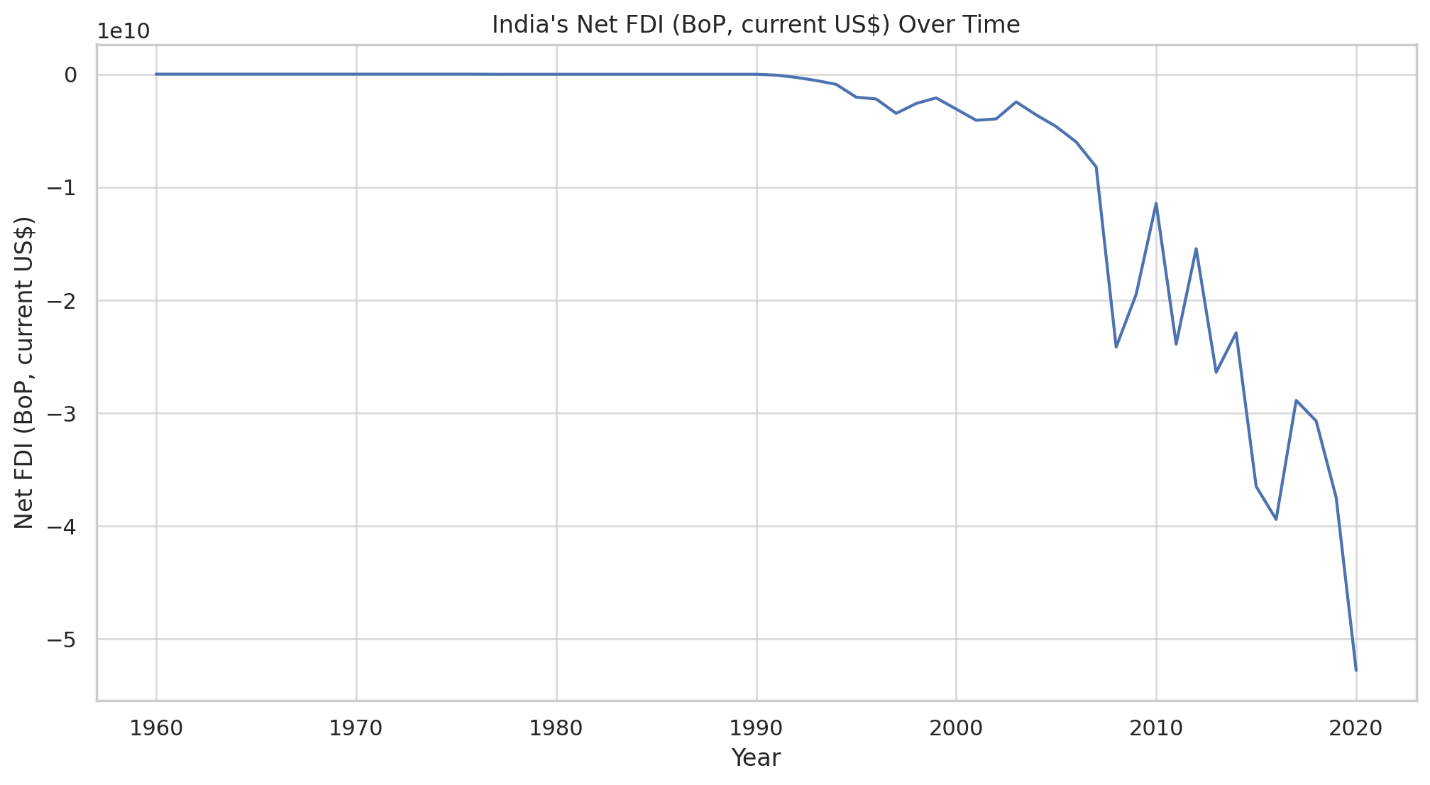 India's Net FDI (BoP, current US$) Over Time
1e10
0
−1
−2
−3
−4
−5
Net FDI (BoP, current US$)
1960 1970 1980 1990 2000 2010 2020
Year